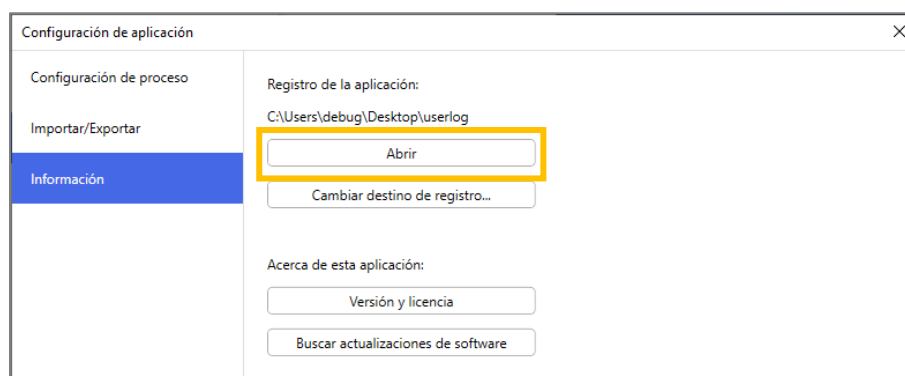 Configuración de aplicación
Configuración de proceso
Importar/Exportar
Información
Registro de la aplicación:
C:\Users\debug\Desktop\userlog
Abrir
Cambiar destino de registro...
Acerca de esta aplicación:
Versión y licencia
Buscar actualizaciones de software